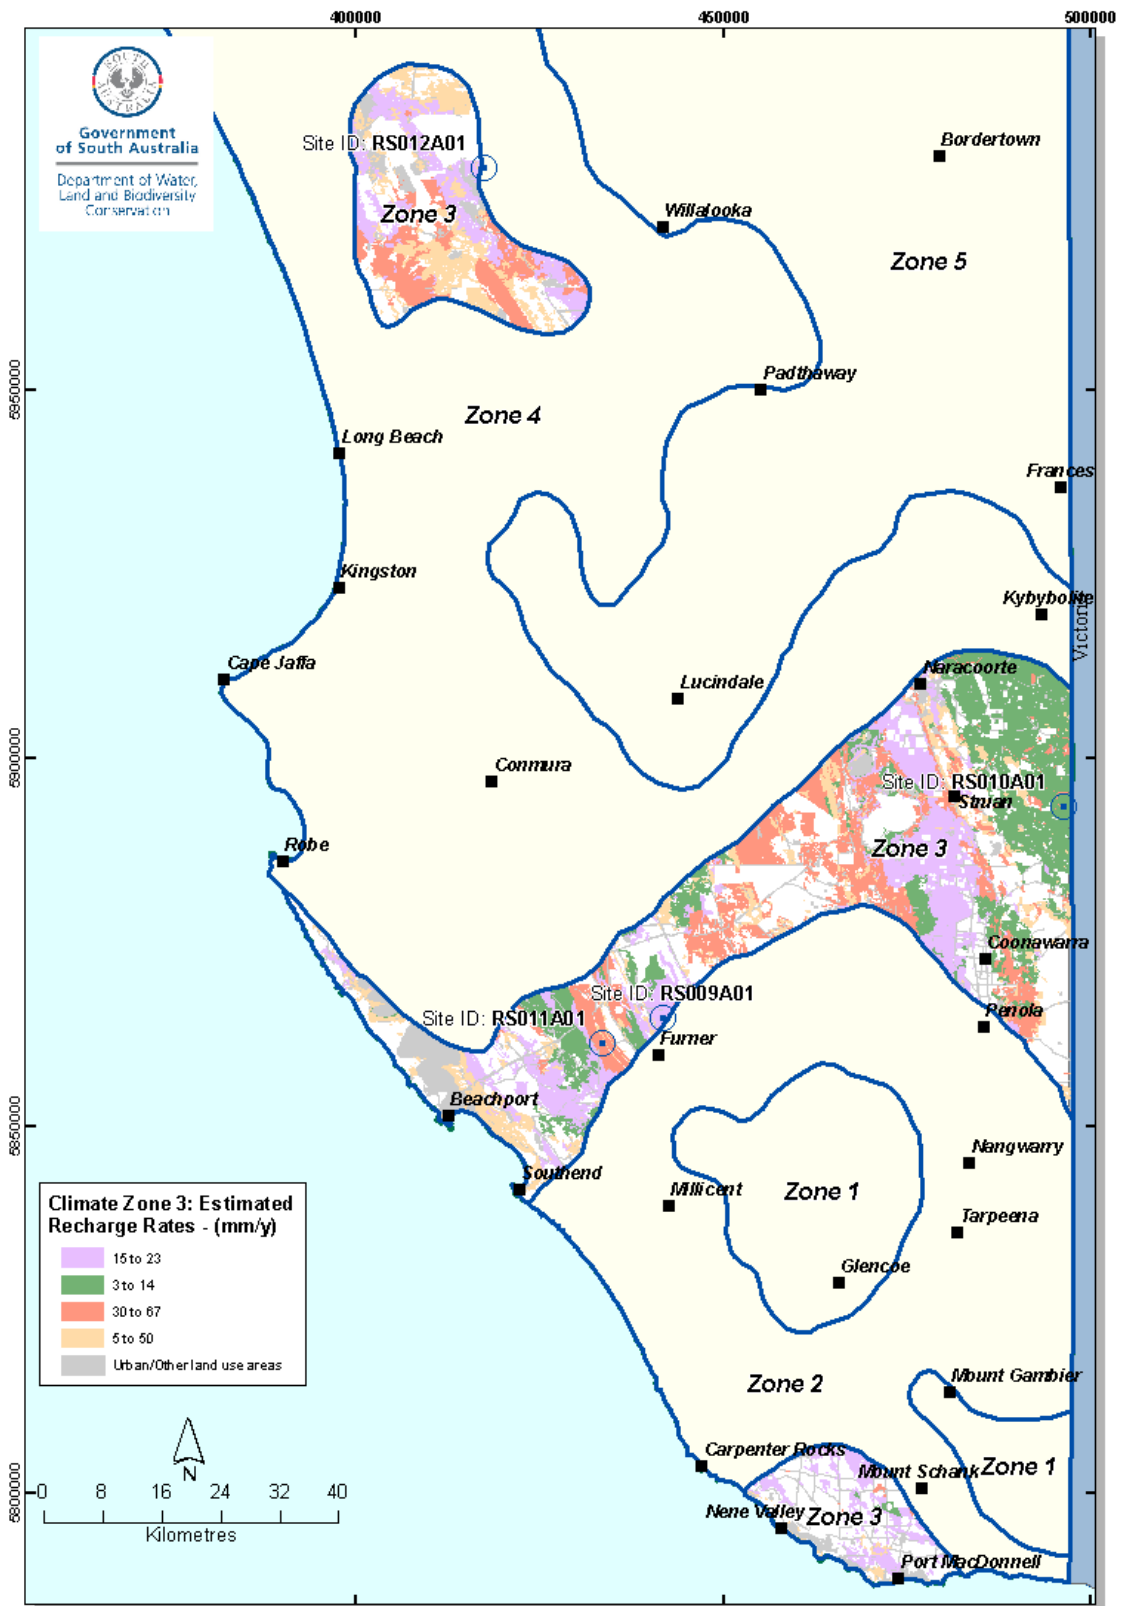 400000
450000
500000
SOUTH AUSTRALIA
Government
of South Australia
Department of Water,
Land and Biodiversity
Conservation
Site ID: RS012A01
Bordertown
Zone 3
Willalooka
Zone 5
5950000
Padthaway
Zone 4
Long Beach
Frances
Kingston
Kybybolite
Victoria
Cape Jaffa
Naracoorte
Lucindale
5900000
Conmura
Site ID: RS010A01
Struan
Robe
Zone 3
Coonawarra
Site ID: RS009A01
Site ID: RS011A01
Penola
Furner
Beachport
5850000
Nangwarry
Southend
Millicent
Zone 1
Tarpeena
Climate Zone 3: Estimated
Recharge Rates - (mm/y)
15 to 23
3 to 14
30 to 67
5 to 50
Urban/Other land use areas
Glencoe
Zone 2
Mount Gambier
N
Carpenter Rocks
Mount Schank
Zone 1
5800000
0 8 16 24 32 40
Kilometres
Nene Valley
Zone 3
Port MacDonnell